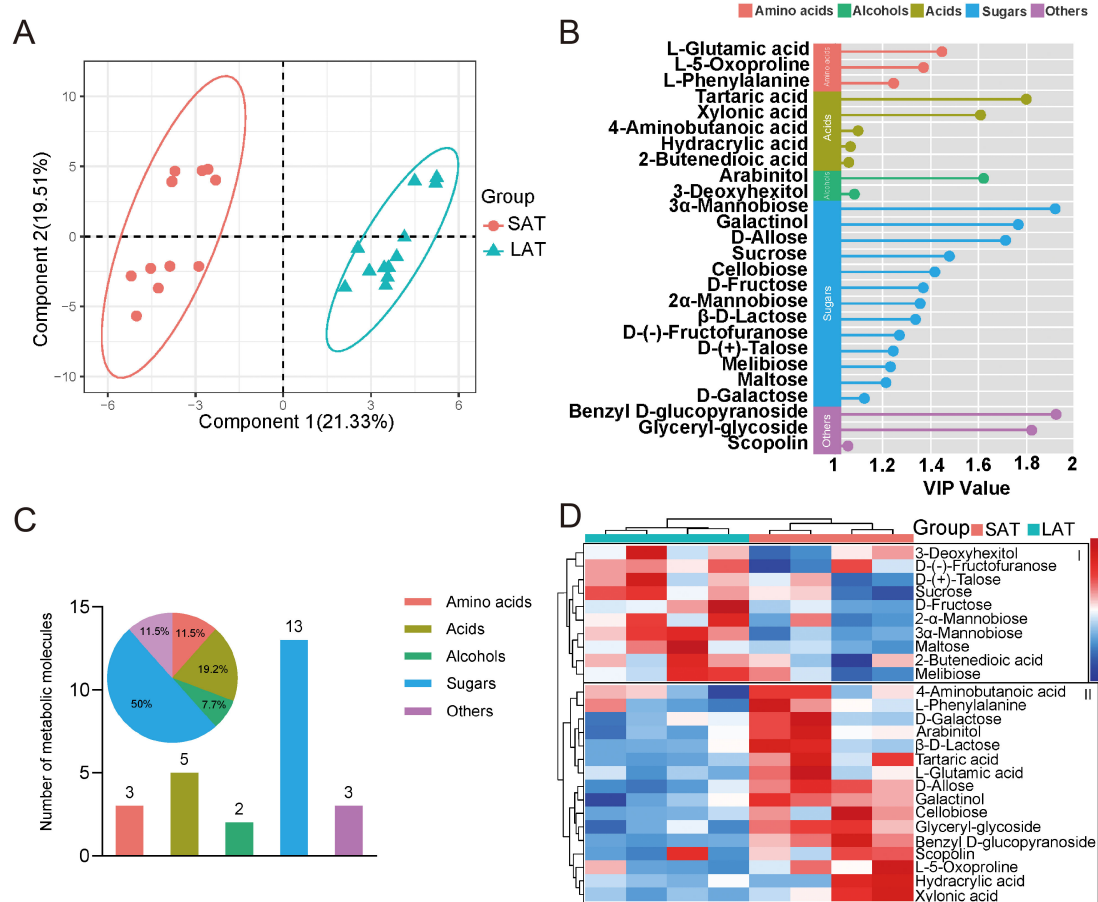 A
Component 2(19.51%)
10
5
0
−5
−10
−6
−3
0
3
6
Component 1(21.33%)
Group
SAT
LAT
B
Amino acids Alcohols Acids Sugars Others
L-Glutamic acid
L-5-Oxoproline
L-Phenylalanine
Tartaric acid
Xylonic acid
4-Aminobutanoic acid
Hydracrylic acid
2-Butenedioic acid
Arabinitol
3-Deoxyhexitol
3α-Mannobiose
Galactinol
D-Allose
Sucrose
Cellobiose
D-Fructose
2α-Mannobiose
β-D-Lactose
D-(-)-Fructofuranose
D-(+)-Talose
Melibiose
Maltose
D-Galactose
Benzyl D-glucopyranoside
Glyceryl-glycoside
Scopolin
Amino acids
Acids
Alcohols
Sugars
Others
1 1.2 1.4 1.6 1.8 2
VIP Value
C
Number of metabolic molecules
15
10
5
0
11.5%
11.5%
19.2%
7.7%
50%
3
5
2
13
3
Amino acids
Acids
Alcohols
Sugars
Others
D
Group SAT LAT
I
3-Deoxyhexitol
D-(-)-Fructofuranose
D-(+)-Talose
Sucrose
D-Fructose
2-α-Mannobiose
3α-Mannobiose
Maltose
2-Butenedioic acid
Melibiose
II
4-Aminobutanoic acid
L-Phenylalanine
D-Galactose
Arabinitol
β-D-Lactose
Tartaric acid
L-Glutamic acid
D-Allose
Galactinol
Cellobiose
Glyceryl-glycoside
Benzyl D-glucopyranoside
Scopolin
L-5-Oxoproline
Hydracrylic acid
Xylonic acid